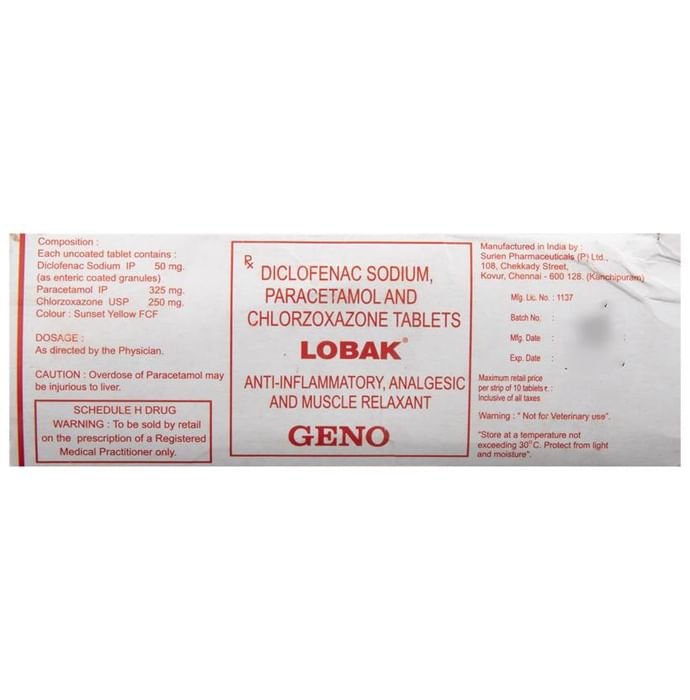 Composition :
Each uncoated tablet contains :
Diclofenac Sodium IP 50 mg.
(as enteric coated granules)
Paracetamol IP 325 mg.
Chlorzoxazone USP 250 mg.
Colour : Sunset Yellow FCF
DOSAGE :
As directed by the Physician.
CAUTION : Overdose of Paracetamol may
be injurious to liver.
SCHEDULE H DRUG
WARNING : To be sold by retail
on the prescription of a Registered
Medical Practitioner only.
℞ DICLOFENAC SODIUM,
PARACETAMOL AND
CHLORZOXAZONE TABLETS
LOBAK®
ANTI-INFLAMMATORY, ANALGESIC
AND MUSCLE RELAXANT
GENO
Manufactured in India by :
Surien Pharmaceuticals (P) Ltd.,
108, Chekkady Street,
Kovur, Chennai - 600 128. (Kanchipuram)
Mfg. Lic. No. : 1137
Batch No. :
Mfg. Date :
Exp. Date :
Maximum retail price
per strip of 10 tablets ₹. :
Inclusive of all taxes
Warning : " Not for Veterinary use".
"Store at a temperature not
exceeding 30°C. Protect from light
and moisture".